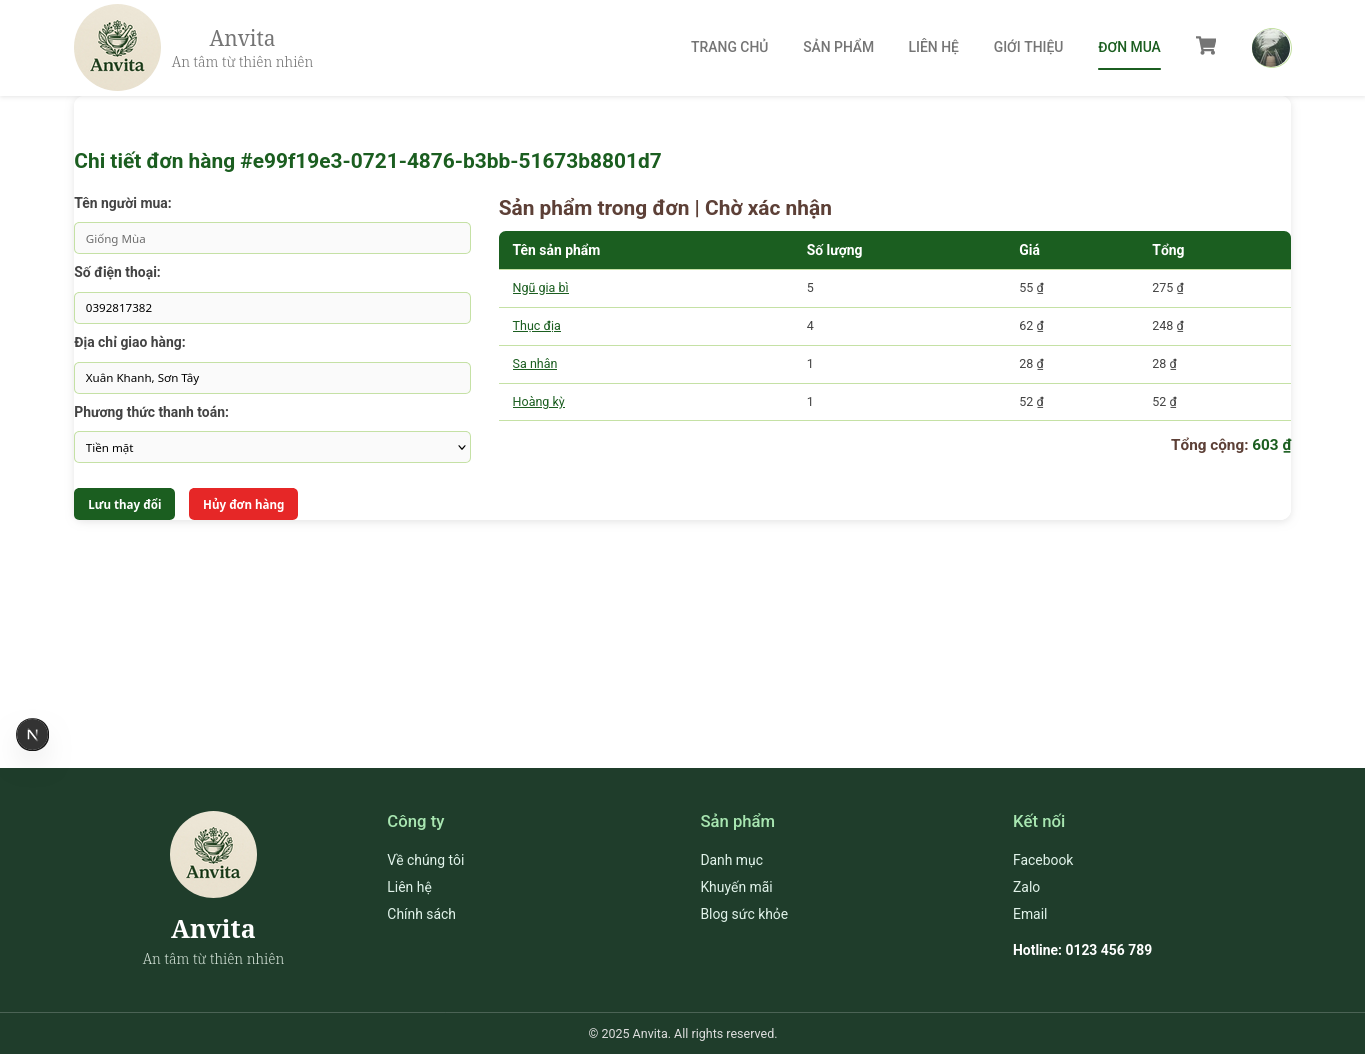 Anvita
Anvita
An tâm từ thiên nhiên
TRANG CHỦ
SẢN PHẨM
LIÊN HỆ
GIỚI THIỆU
ĐƠN MUA
Chi tiết đơn hàng #e99f19e3-0721-4876-b3bb-51673b8801d7
Tên người mua:
Giống Mùa
Số điện thoại:
0392817382
Địa chỉ giao hàng:
Xuân Khanh, Sơn Tây
Phương thức thanh toán:
Tiền mặt
Lưu thay đổi
Hủy đơn hàng
Sản phẩm trong đơn | Chờ xác nhận
Tên sản phẩm Số lượng Giá Tổng
Ngũ gia bì 5 55 ₫ 275 ₫
Thục địa 4 62 ₫ 248 ₫
Sa nhân 1 28 ₫ 28 ₫
Hoàng kỳ 1 52 ₫ 52 ₫
Tổng cộng: 603 ₫
N
Anvita
Anvita
An tâm từ thiên nhiên
Công ty
Về chúng tôi
Liên hệ
Chính sách
Sản phẩm
Danh mục
Khuyến mãi
Blog sức khỏe
Kết nối
Facebook
Zalo
Email
Hotline: 0123 456 789
© 2025 Anvita. All rights reserved.